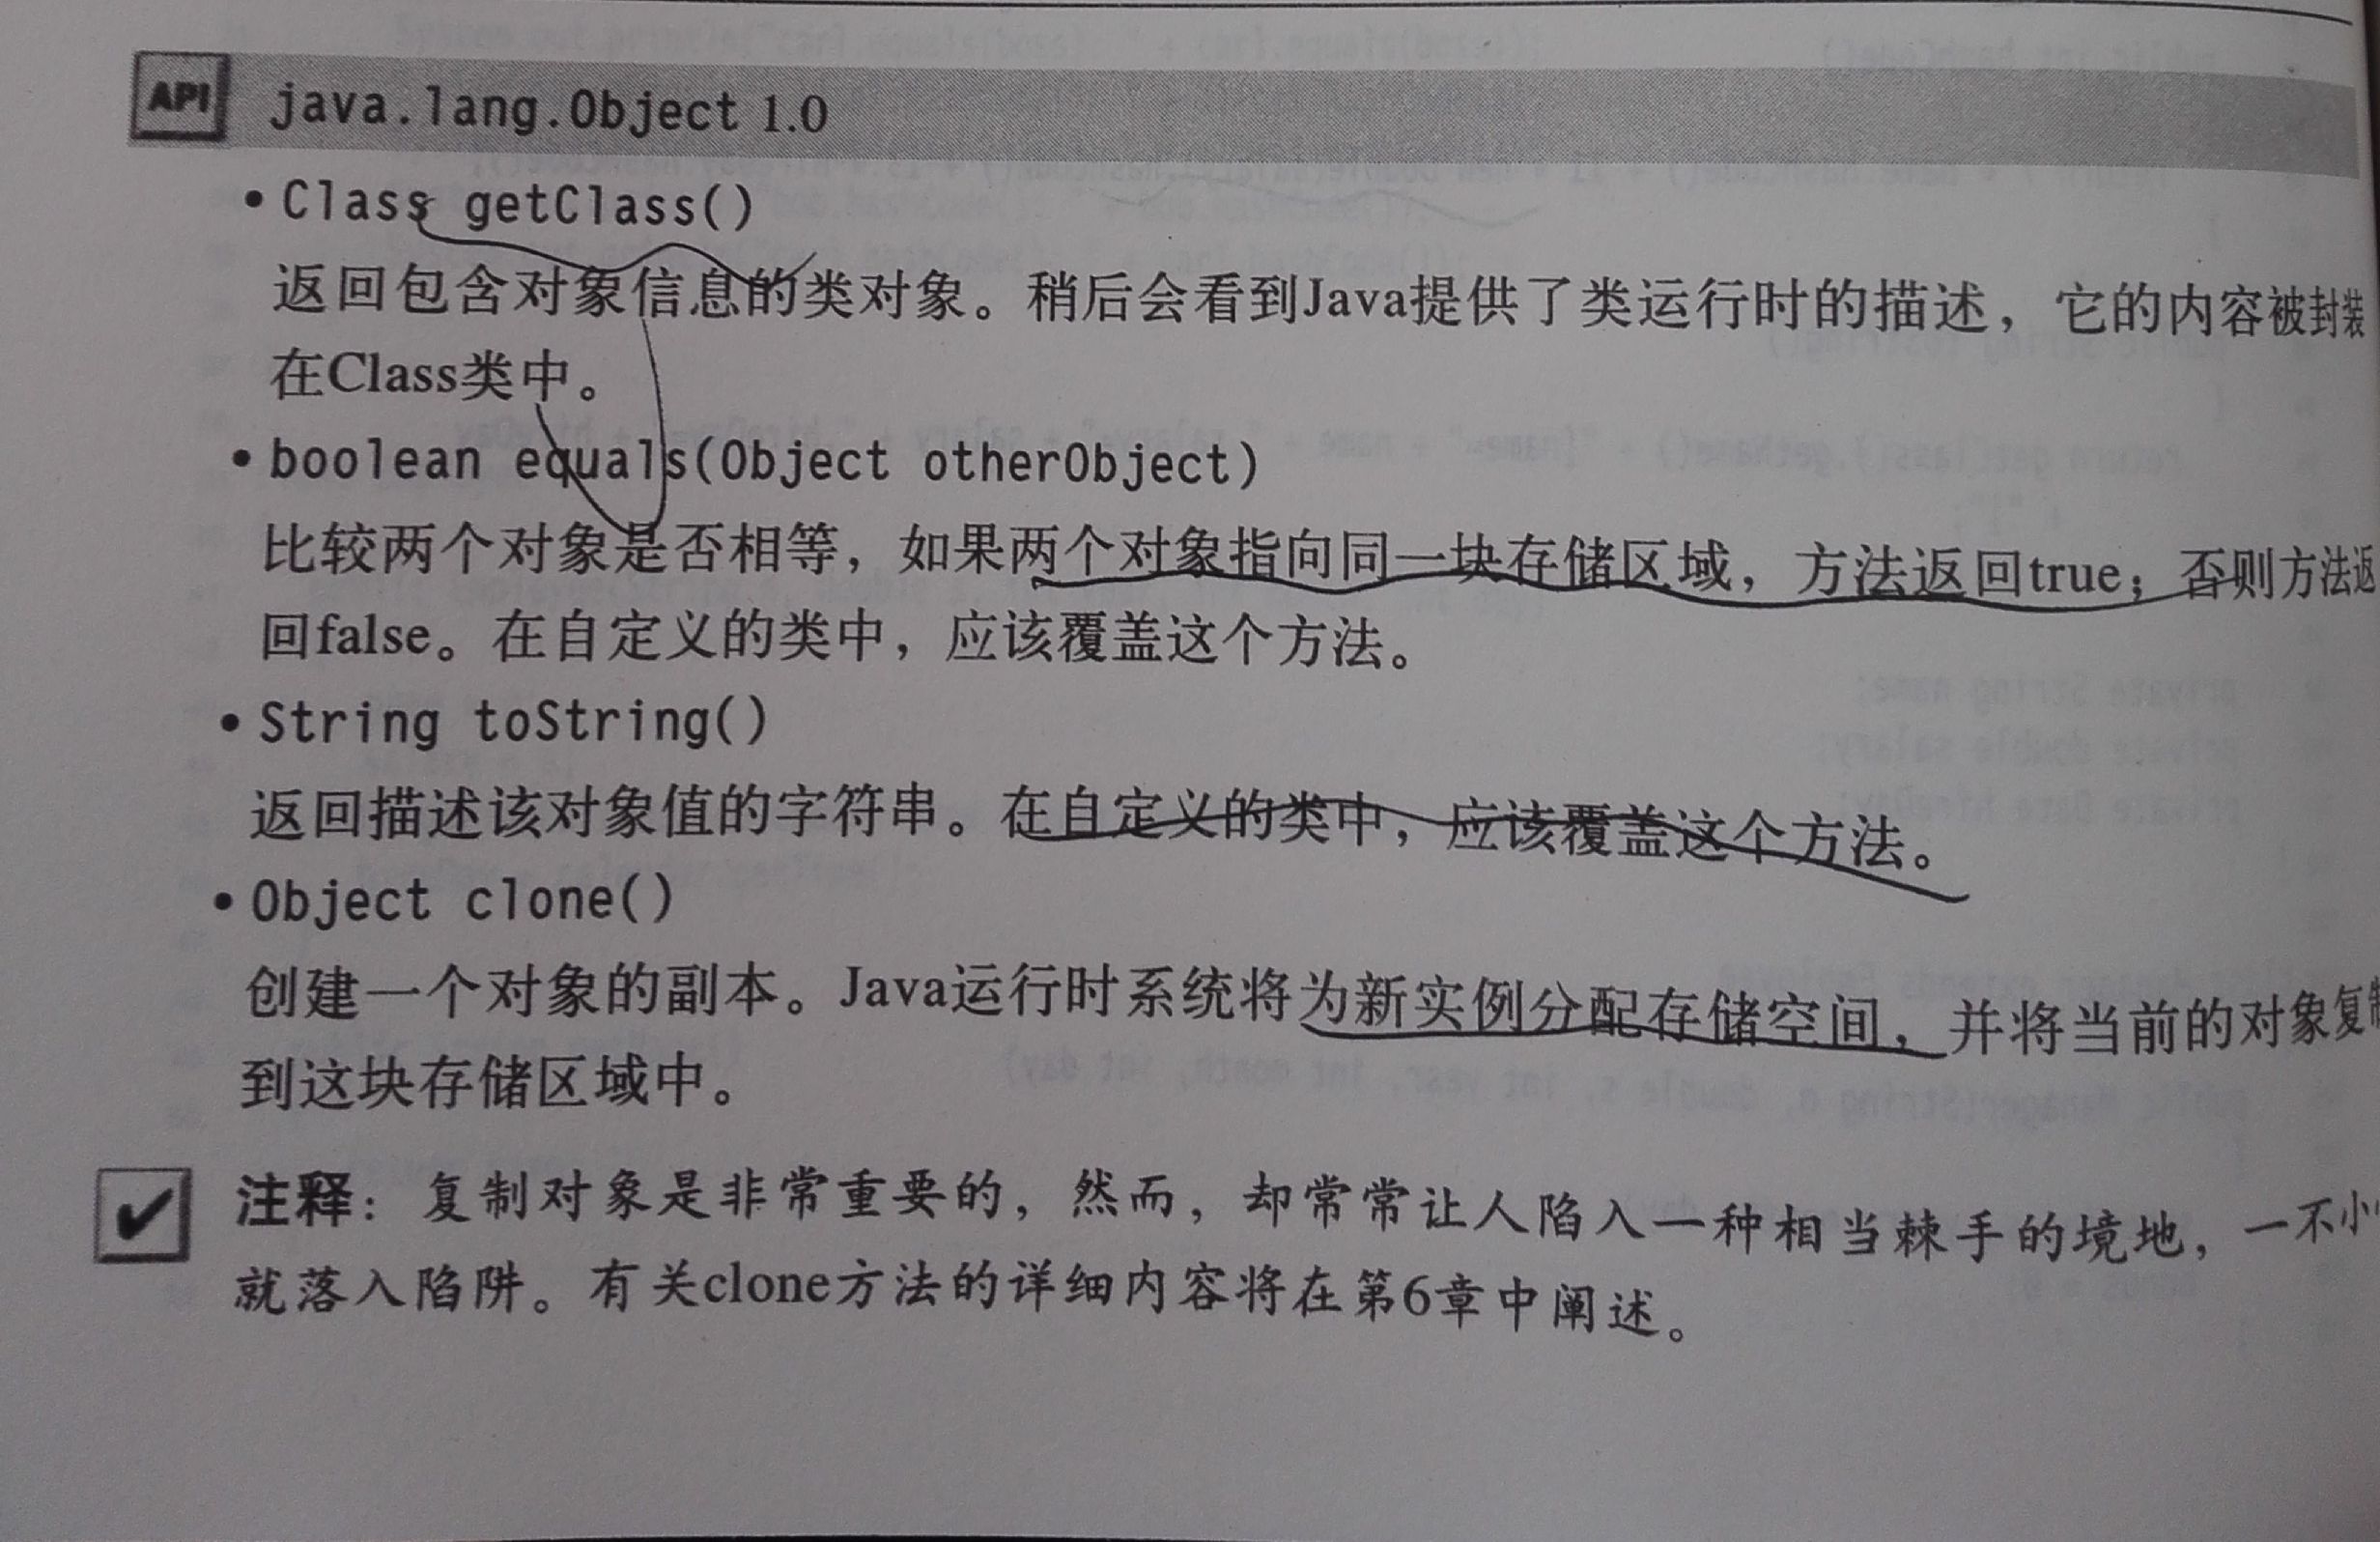 API java.lang.Object 1.0
• Class getClass()
返回包含对象信息的类对象。稍后会看到Java提供了类运行时的描述，它的内容被封装
在Class类中。
• boolean equals(Object otherObject)
比较两个对象是否相等，如果两个对象指向同一块存储区域，方法返回true；否则方法返
回false。在自定义的类中，应该覆盖这个方法。
• String toString()
返回描述该对象值的字符串。在自定义的类中，应该覆盖这个方法。
• Object clone()
创建一个对象的副本。Java运行时系统将为新实例分配存储空间，并将当前的对象复制
到这块存储区域中。
注释：复制对象是非常重要的，然而，却常常让人陷入一种相当棘手的境地，一不小
就落入陷阱。有关clone方法的详细内容将在第6章中阐述。